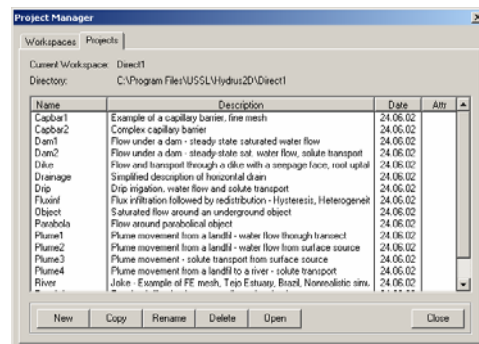 Project Manager
Workspaces Projects
Current Workspace: Direct1
Directory: C:\Program Files\USSL\Hydrus2D\Direct1
Name Description Date Attr
Capbar1 Example of a capillary barrier, fine mesh 24.06.02
Capbar2 Complex capillary barrier 24.06.02
Dam1 Flow under a dam - steady state saturated water flow 24.06.02
Dam2 Flow under a dam - steady-state sat. water flow, solute transport 24.06.02
Dike Flow and transport through a dike with a seepage face, root uptal 24.06.02
Drainage Simplified description of horizontal drain 24.06.02
Drip Drip irigation, water flow and solute transport 24.06.02
Fluxinf Flux infiltration followed by redistribution - Hysteresis, Heterogeneit 24.06.02
Object Saturated flow around an underground object 24.06.02
Parabola Flow around parabolical object 24.06.02
Plume1 Plume movement from a landfil - water flow thorugh transect 24.06.02
Plume2 Plume movement from a landfil - water flow from surface source 24.06.02
Plume3 Plume movement - solute transport from surface source 24.06.02
Plume4 Plume movement from a landfil to a river - solute transport 24.06.02
River Joke - Example of FE mesh, Tejo Estuary, Brazil, Nonrealistic simu. 24.06.02
New Copy Rename Delete Open Close